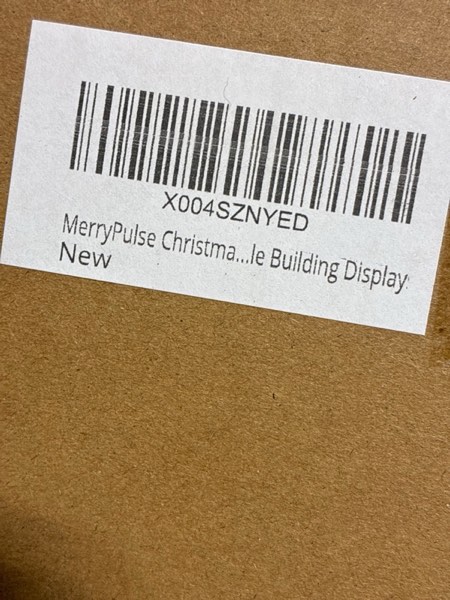 X004SZNYED
MerryPulse Christma...le Building Display
New